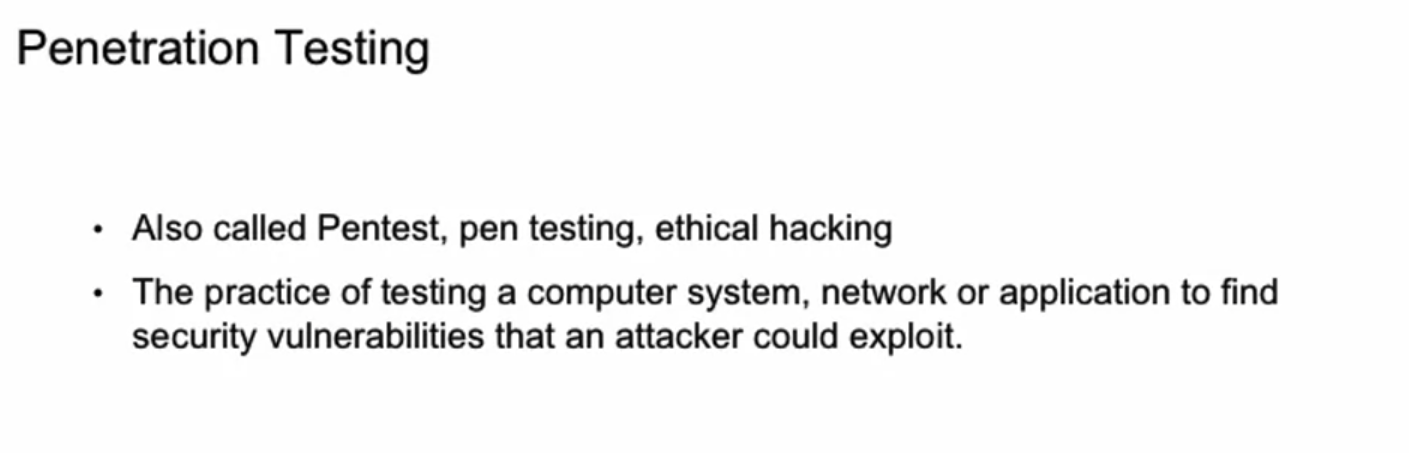 Penetration Testing
• Also called Pentest, pen testing, ethical hacking
• The practice of testing a computer system, network or application to find
security vulnerabilities that an attacker could exploit.